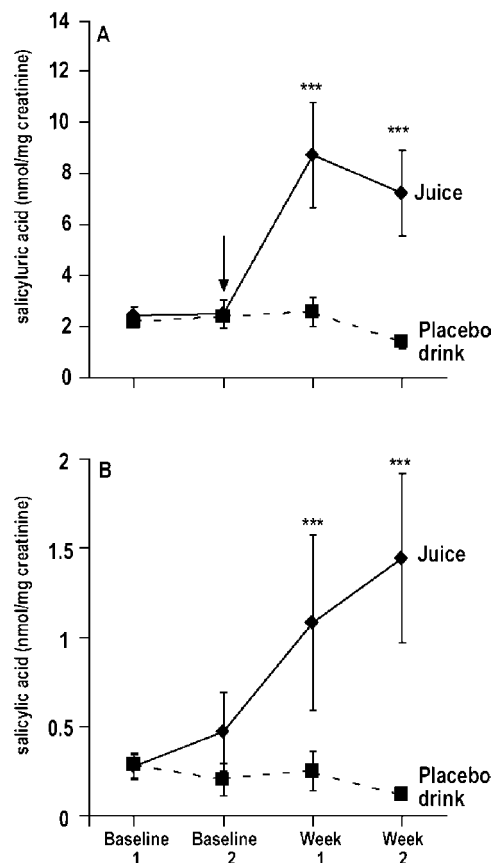 A
salicyluric acid (nmol/mg creatinine)
14
12
10
8
6
4
2
0
***
***
Juice
Placebo
drink
B
salicylic acid (nmol/mg creatinine)
2
1.5
1
0.5
0
***
***
Juice
Placebo
drink
Baseline
1
Baseline
2
Week
1
Week
2